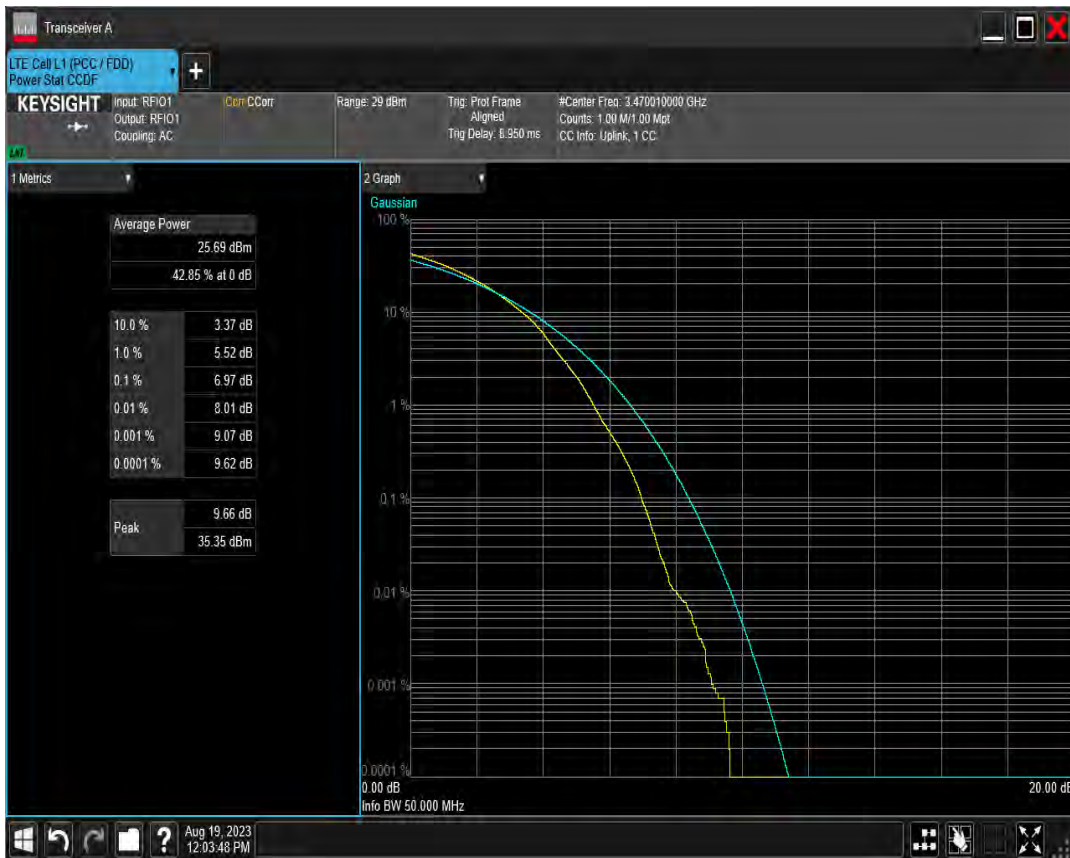 Transceiver A
LTE Cell L1 (PCC / FDD)
Power Stat CCDF
+
KEYSIGHT
Input: RFIO1
Output: RFIO1
Coupling: AC
Corr CCorr
Range: 29 dBm
Trig: Prot Frame
Aligned
Trig Delay: 8.950 ms
#Center Freq: 3.470010000 GHz
Counts: 1.00 M/1.00 Mpt
CC Info: Uplink, 1 CC
1 Metrics
Average Power
25.69 dBm
42.85 % at 0 dB
10.0 % 3.37 dB
1.0 % 5.52 dB
0.1 % 6.97 dB
0.01 % 8.01 dB
0.001 % 9.07 dB
0.0001 % 9.62 dB
Peak 9.66 dB
35.35 dBm
2 Graph
Gaussian
100 %
10 %
1 %
0.1 %
0.01 %
0.001 %
0.0001 %
0.00 dB
20.00 dB
Info BW 50.000 MHz
?
Aug 19, 2023
12:03:48 PM